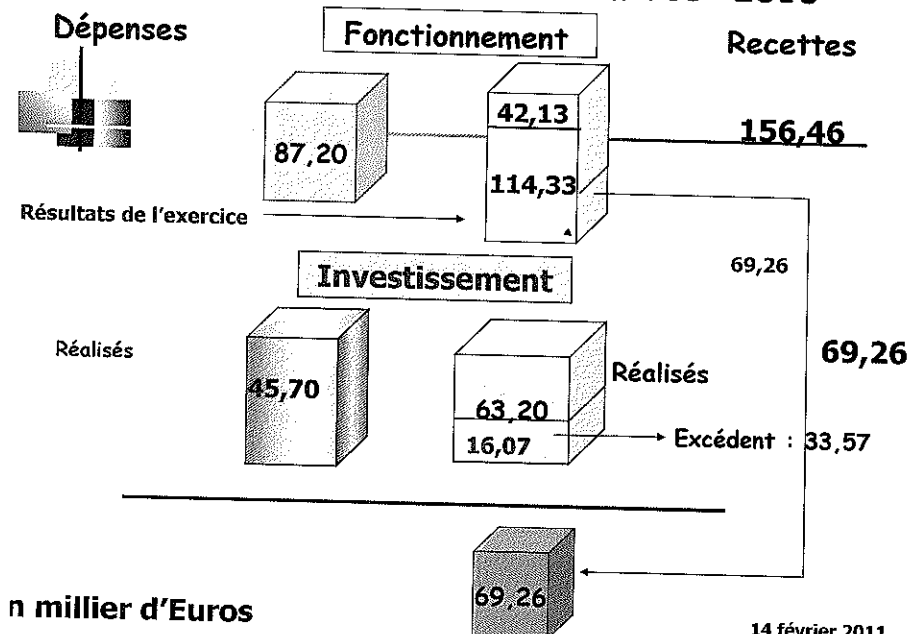 2010
Dépenses
Fonctionnement
Recettes
42,13
156,46
87,20
114,33
Résultats de l'exercice
69,26
Investissement
Réalisés
69,26
45,70
Réalisés
63,20
16,07
Excédent : 33,57
69,26
n millier d'Euros
14 février 2011